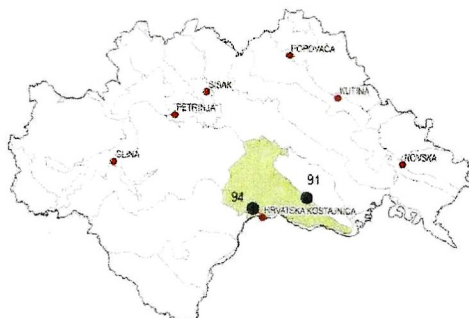 POPOVAČA
KUTINA
SISAK
PETRINJA
GLINA
NOVSKA
91
94
HRVATSKA KOSTAJNICA